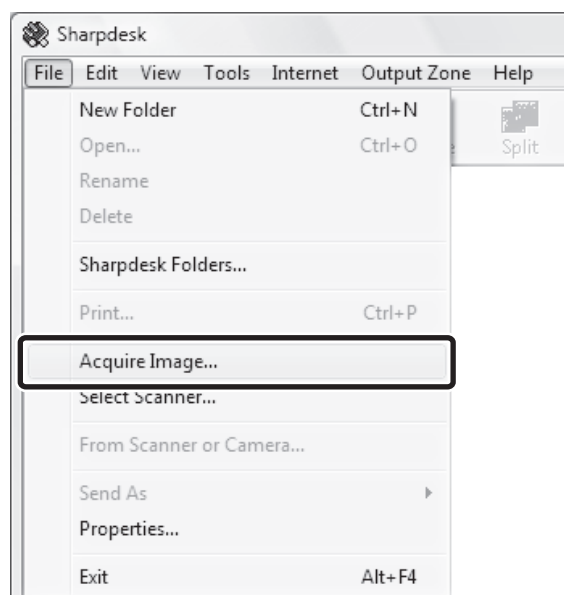 Sharpdesk
File Edit View Tools Internet Output Zone Help
New Folder Ctrl+N
Open... Ctrl+O
Split
Rename
Delete
Sharpdesk Folders...
Print... Ctrl+P
Acquire Image...
Select Scanner...
From Scanner or Camera...
Send As
Properties...
Exit Alt+F4